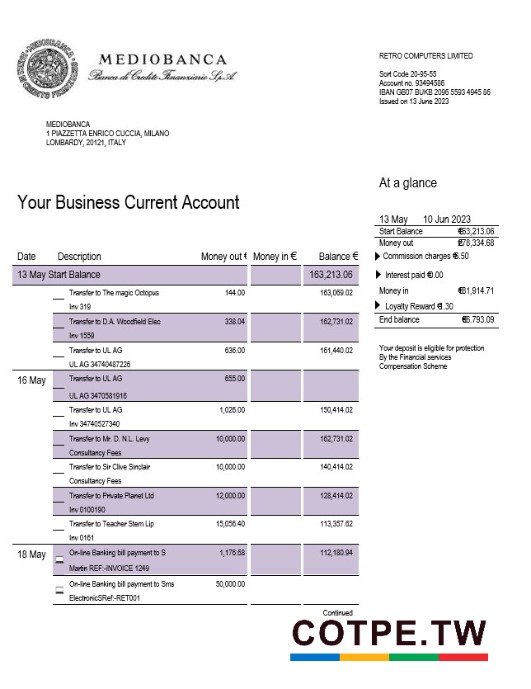 MEDIOBANCA
Banca di Credito Finanziario S.p.A.
RETRO COMPUTERS LIMITED
Sort Code 20-95-55
Account no. 93494586
IBAN GB07 BUKB 2096 5593 4945 86
Issued on 13 June 2023
MEDIOBANCA
1 PIAZZETTA ENRICO CUCCIA, MILANO
LOMBARDY, 20121, ITALY
Your Business Current Account
At a glance
13 May 10 Jun 2023
Start Balance €63,213.06
Money out €78,334.68
Commission charges €6.50
Interest paid €0.00
Money in €81,914.71
Loyalty Reward €1.30
End balance €6.793.09
Your deposit is eligible for protection
By the Financial services
Compensation Scheme
Date Description Money out € Money in € Balance €
13 May Start Balance 163,213.06
Transfer to The magic Octopus 144.00 163,069.02
Inv 319
Transfer to D.A. Woodfield Elec 338.04 162,731.02
Inv 1559
Transfer to UL AG 636.00 161,440.02
UL AG 34740487226
16 May Transfer to UL AG 655.00
UL AG 3470581916
Transfer to UL AG 1,026.00 150,414.02
Inv 34740527340
Transfer to Mr. D. N.L. Levy 10,000.00 162,731.02
Consultancy Fees
Transfer to Sir Clive Sinclair 10,000.00 140,414.02
Consultancy Fees
Transfer to Private Planet Ltd 12,000.00 128,414.02
Inv 0100190
Transfer to Teacher Stem Lip 15,056.40 113,357.62
Inv 0161
18 May On-line Banking bill payment to S 1,176.68 112,180.94
Martin REF:-INVOICE 1249
On-line Banking bill payment to Sms 50,000.00
ElectronicSRef:-RET001
Continued
COTPE.TW